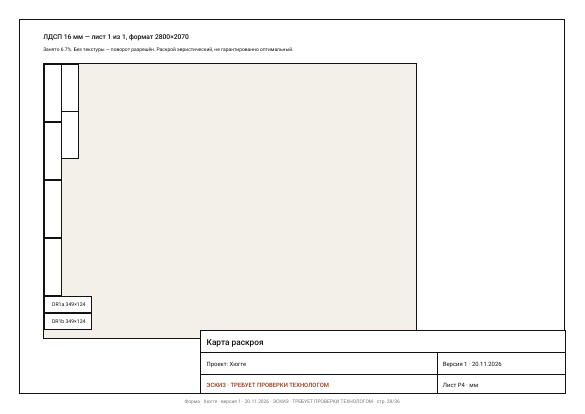 ЛДСП 16 мм — лист 1 из 1, формат 2800×2070
Занято 6.7%. Без текстуры — поворот разрешён. Раскрой эвристический, не гарантированно оптимальный.
DR1a 349×124
DR1b 349×124
Карта раскроя
Проект: Хюгге
Версия 1 · 20.11.2026
ЭСКИЗ · ТРЕБУЕТ ПРОВЕРКИ ТЕХНОЛОГОМ
Лист Р4 · мм
Форма · Хюгге · версия 1 · 20.11.2026 · ЭСКИЗ · ТРЕБУЕТ ПРОВЕРКИ ТЕХНОЛОГОМ · стр. 29/36